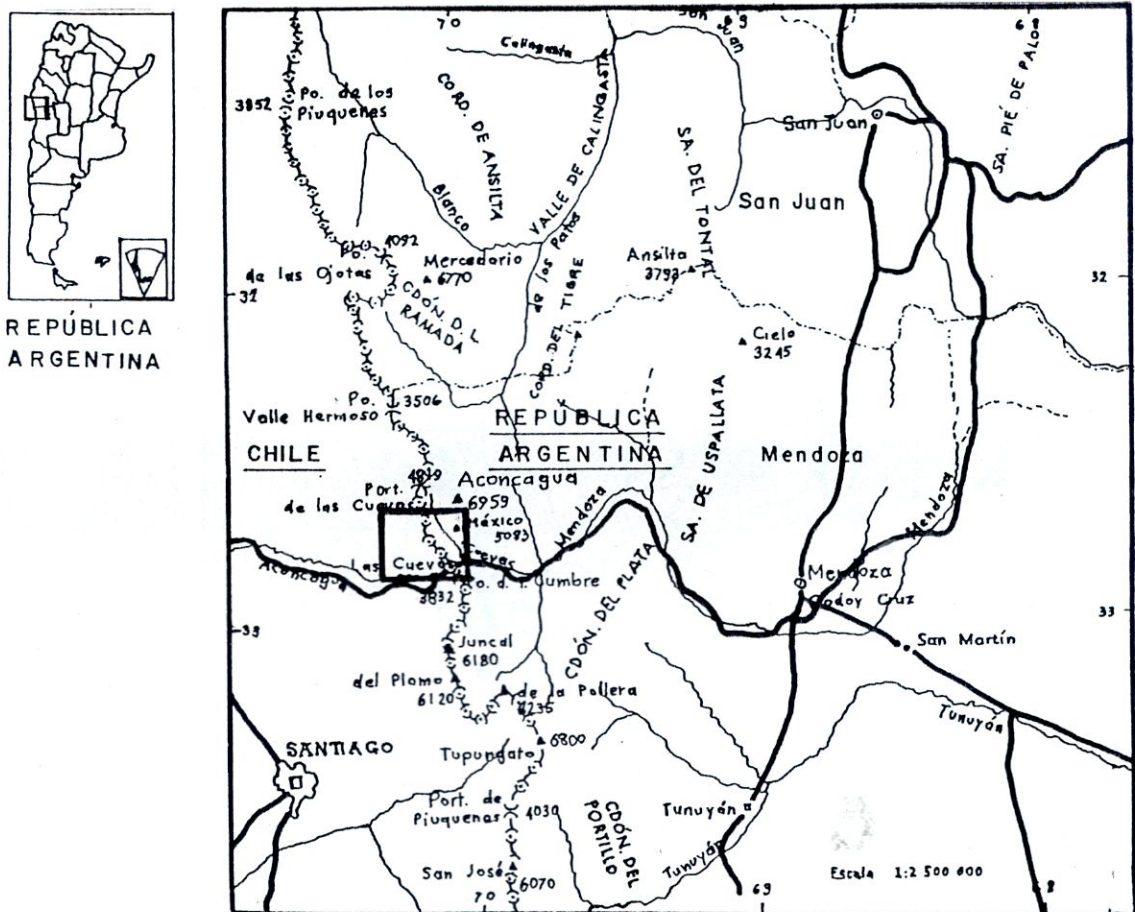 REPÚBLICA
ARGENTINA
70
69
San Juan
Calingasta
3852
Po. de los
Piuquenes
CORD. DE ANSILTA
VALLE DE CALINGASTA
SA. DEL TONTAL
San Juan
SA. PIÉ DE PALO
San Juan
Blanco
de los Patos
4092
Po.
de las Ojotas
Mercedario
6770
Ansilta
3793
32
32
CDÓN. D. L
RAMADA
CORD. DEL TIGRE
Cielo
3245
Po.
3506
Valle Hermoso
REPÚBLICA
ARGENTINA
CHILE
SA. DE USPALLATA
Mendoza
Port.
de las Cuevas
Aconcagua
6959
México
5083
Mendoza
Mendoza
Las Cuevas
Aconcagua
3832
Cumbre
CDÓN. DEL PLATA
Mendoza
Godoy Cruz
33
33
San Martín
Juncal
6180
del Plomo
6120
de la Pollera
6235
Tunuyán
SANTIAGO
Tupungato
6800
Port. de
Piuquenes
4030
CDÓN. DEL
PORTILLO
Tunuyán
Tunuyán
San José
6070
Escala 1:2 500 000
70
69